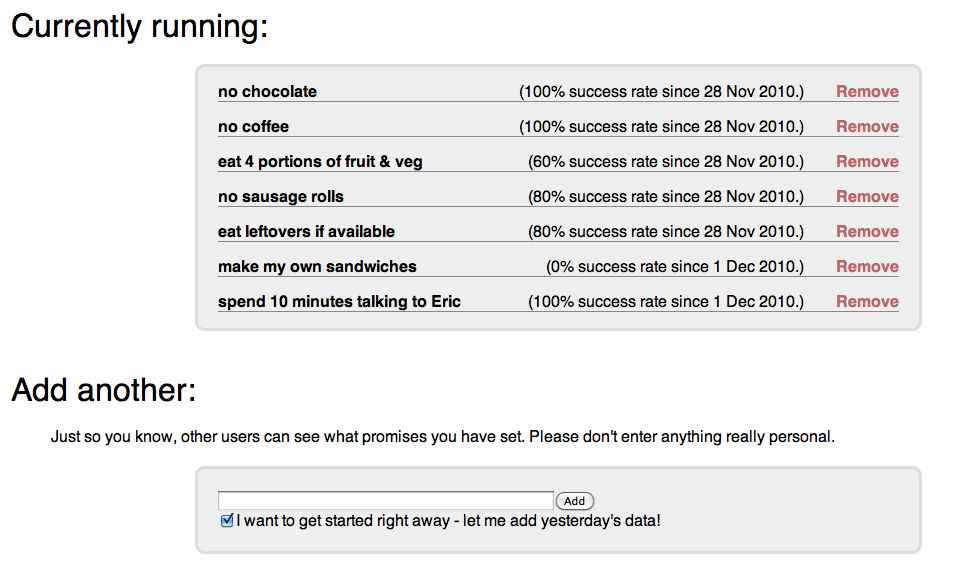 Currently running:
no chocolate (100% success rate since 28 Nov 2010.) Remove
no coffee (100% success rate since 28 Nov 2010.) Remove
eat 4 portions of fruit & veg (60% success rate since 28 Nov 2010.) Remove
no sausage rolls (80% success rate since 28 Nov 2010.) Remove
eat leftovers if available (80% success rate since 28 Nov 2010.) Remove
make my own sandwiches (0% success rate since 1 Dec 2010.) Remove
spend 10 minutes talking to Eric (100% success rate since 1 Dec 2010.) Remove
Add another:
Just so you know, other users can see what promises you have set. Please don't enter anything really personal.
Add
I want to get started right away - let me add yesterday's data!